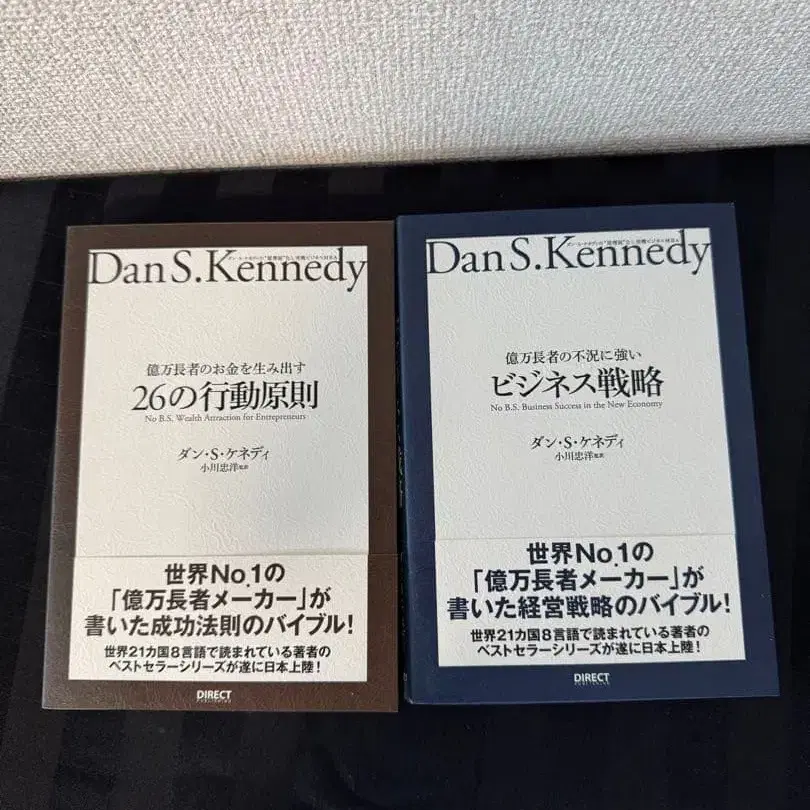 Dan S. Kennedy
億万長者のお金を生み出す
26の行動原則
No B.S. Wealth Attraction for Entrepreneurs
ダン・S・ケネディ
小川忠洋 監訳
世界No.1の
「億万長者メーカー」が
書いた成功法則のバイブル!
世界21カ国8言語で読まれている著者の
ベストセラーシリーズが遂に日本上陸!
DIRECT
PUBLISHING
Dan S. Kennedy
億万長者の不況に強い
ビジネス戦略
No B.S. Business Success in the New Economy
ダン・S・ケネディ
小川忠洋 監訳
世界No.1の
「億万長者メーカー」が
書いた経営戦略のバイブル!
世界21カ国8言語で読まれている著者の
ベストセラーシリーズが遂に日本上陸!
DIRECT
PUBLISHING